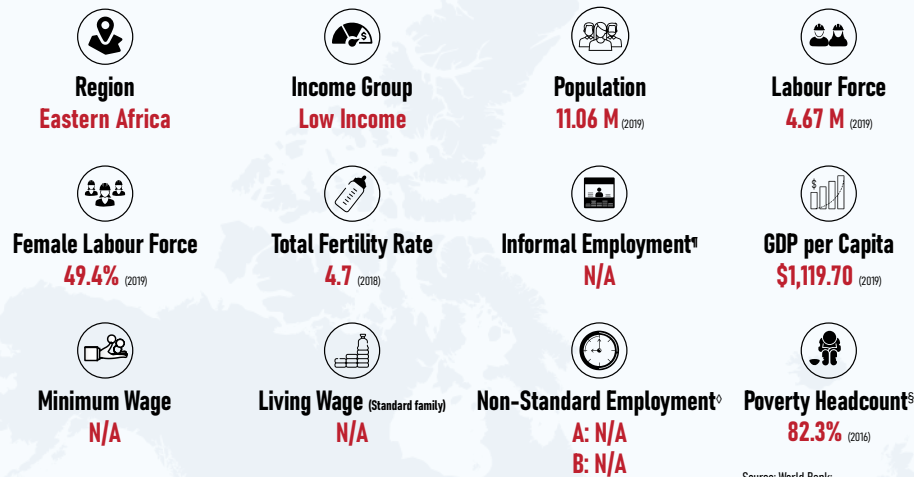 Region
Eastern Africa
Income Group
Low Income
Population
11.06 M (2019)
Labour Force
4.67 M (2019)
Female Labour Force
49.4% (2019)
Total Fertility Rate
4.7 (2018)
Informal Employment¶
N/A
GDP per Capita
$1,119.70 (2019)
Minimum Wage
N/A
Living Wage (Standard family)
N/A
Non-Standard Employment◊
A: N/A
B: N/A
Poverty Headcount§
82.3% (2016)
Source: World Bank;